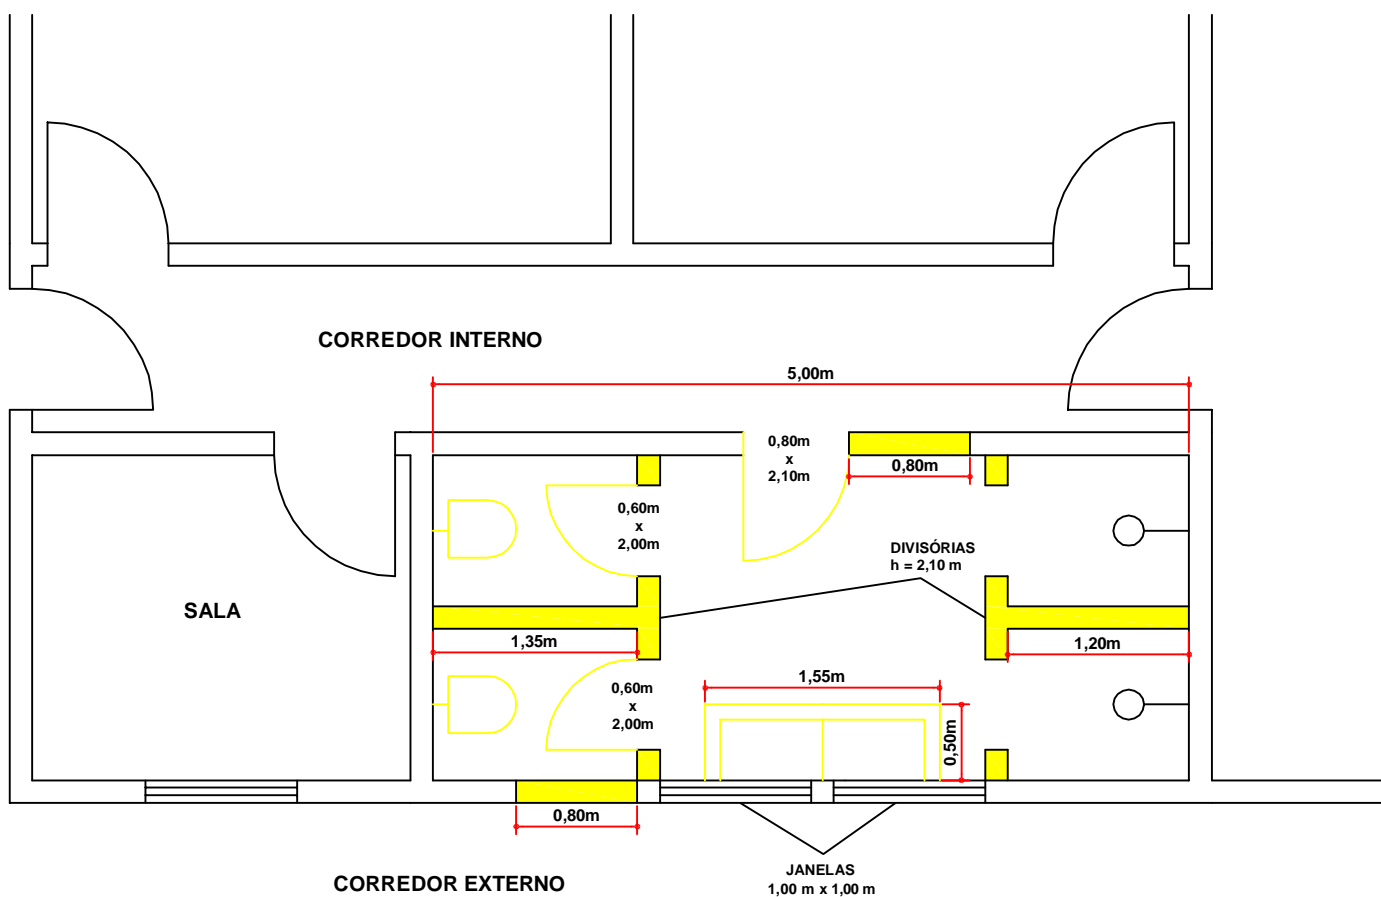 CORREDOR INTERNO
5,00m
0,80m
x
2,10m
0,80m
0,60m
x
2,00m
DIVISÓRIAS
h = 2,10 m
SALA
1,35m
1,20m
1,55m
0,60m
x
2,00m
0,50m
0,80m
JANELAS
1,00 m x 1,00 m
CORREDOR EXTERNO